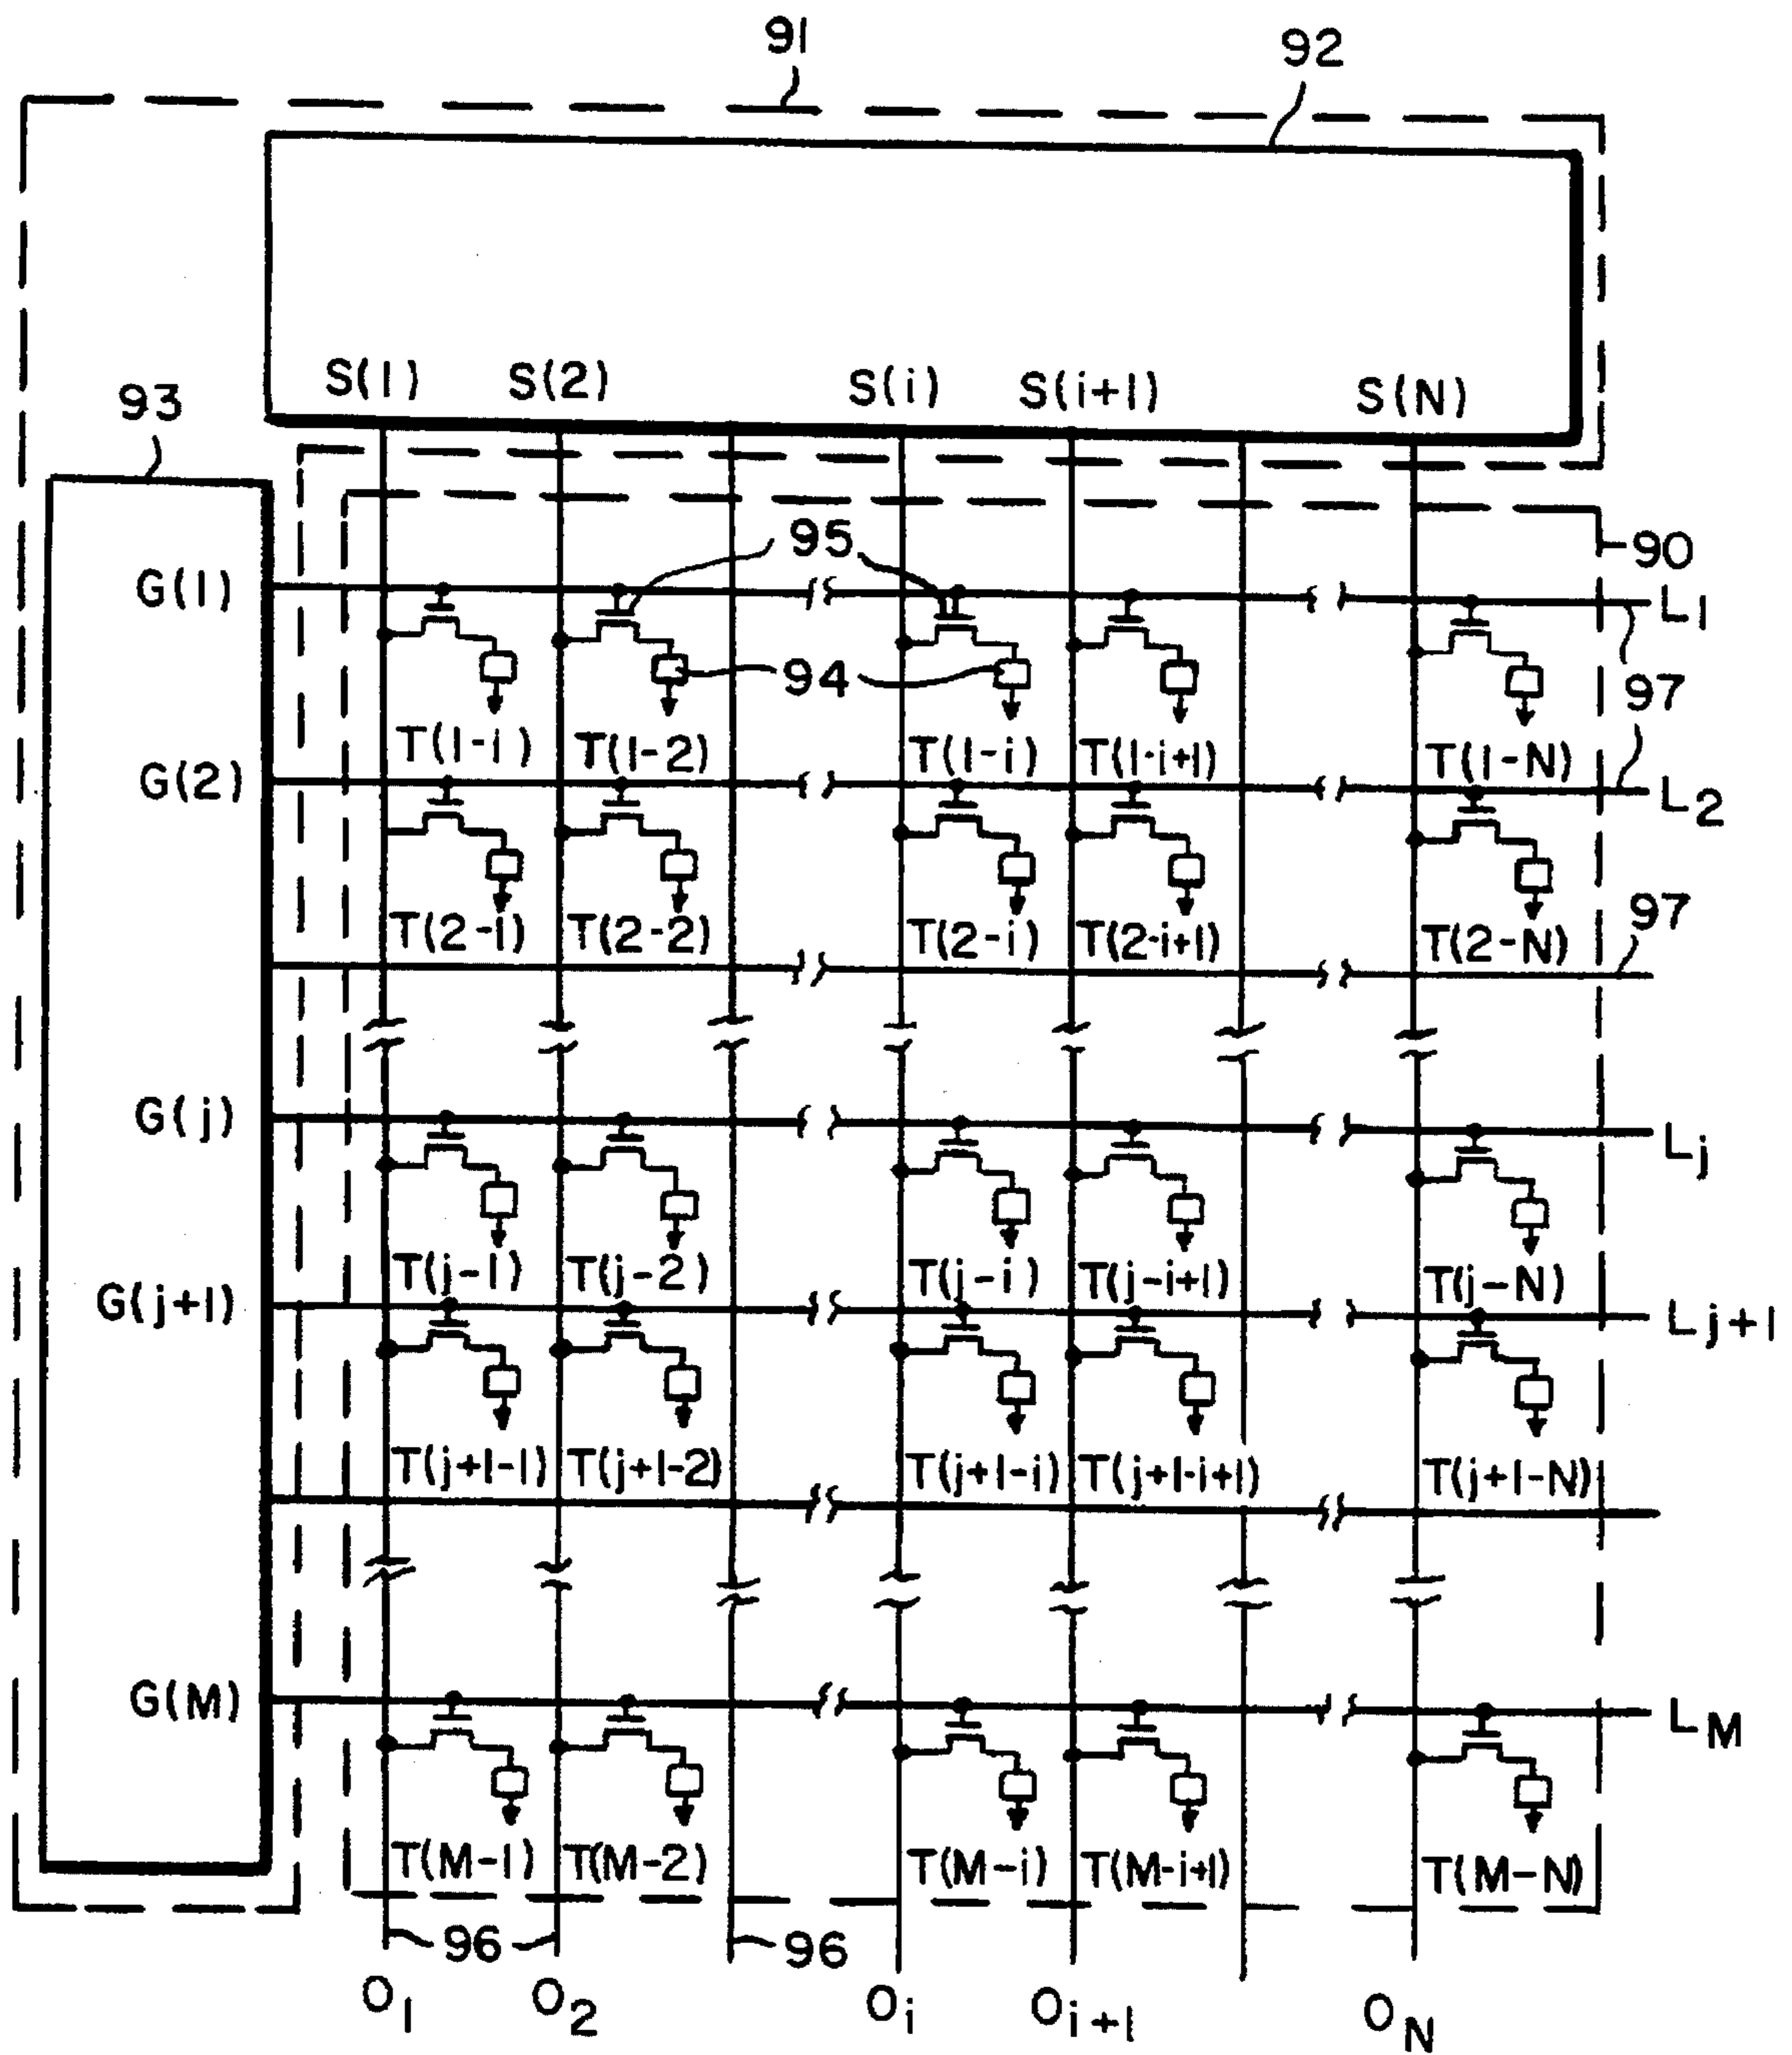 91
92
S(1) S(2) S(i) S(i+1) S(N)
93
95
90
G(1)
L1
94
97
T(1-i) T(1-2) T(1-i) T(1-i+1) T(1-N)
G(2)
L2
T(2-1) T(2-2) T(2-i) T(2-i+1) T(2-N)
97
G(j)
Lj
T(j-1) T(j-2) T(j-i) T(j-i+1) T(j-N)
G(j+1)
Lj+1
T(j+1-1) T(j+1-2) T(j+1-i) T(j+1-i+1) T(j+1-N)
G(M)
LM
T(M-1) T(M-2) T(M-i) T(M-i+1) T(M-N)
96 96
O1 O2 Oi Oi+1 ON